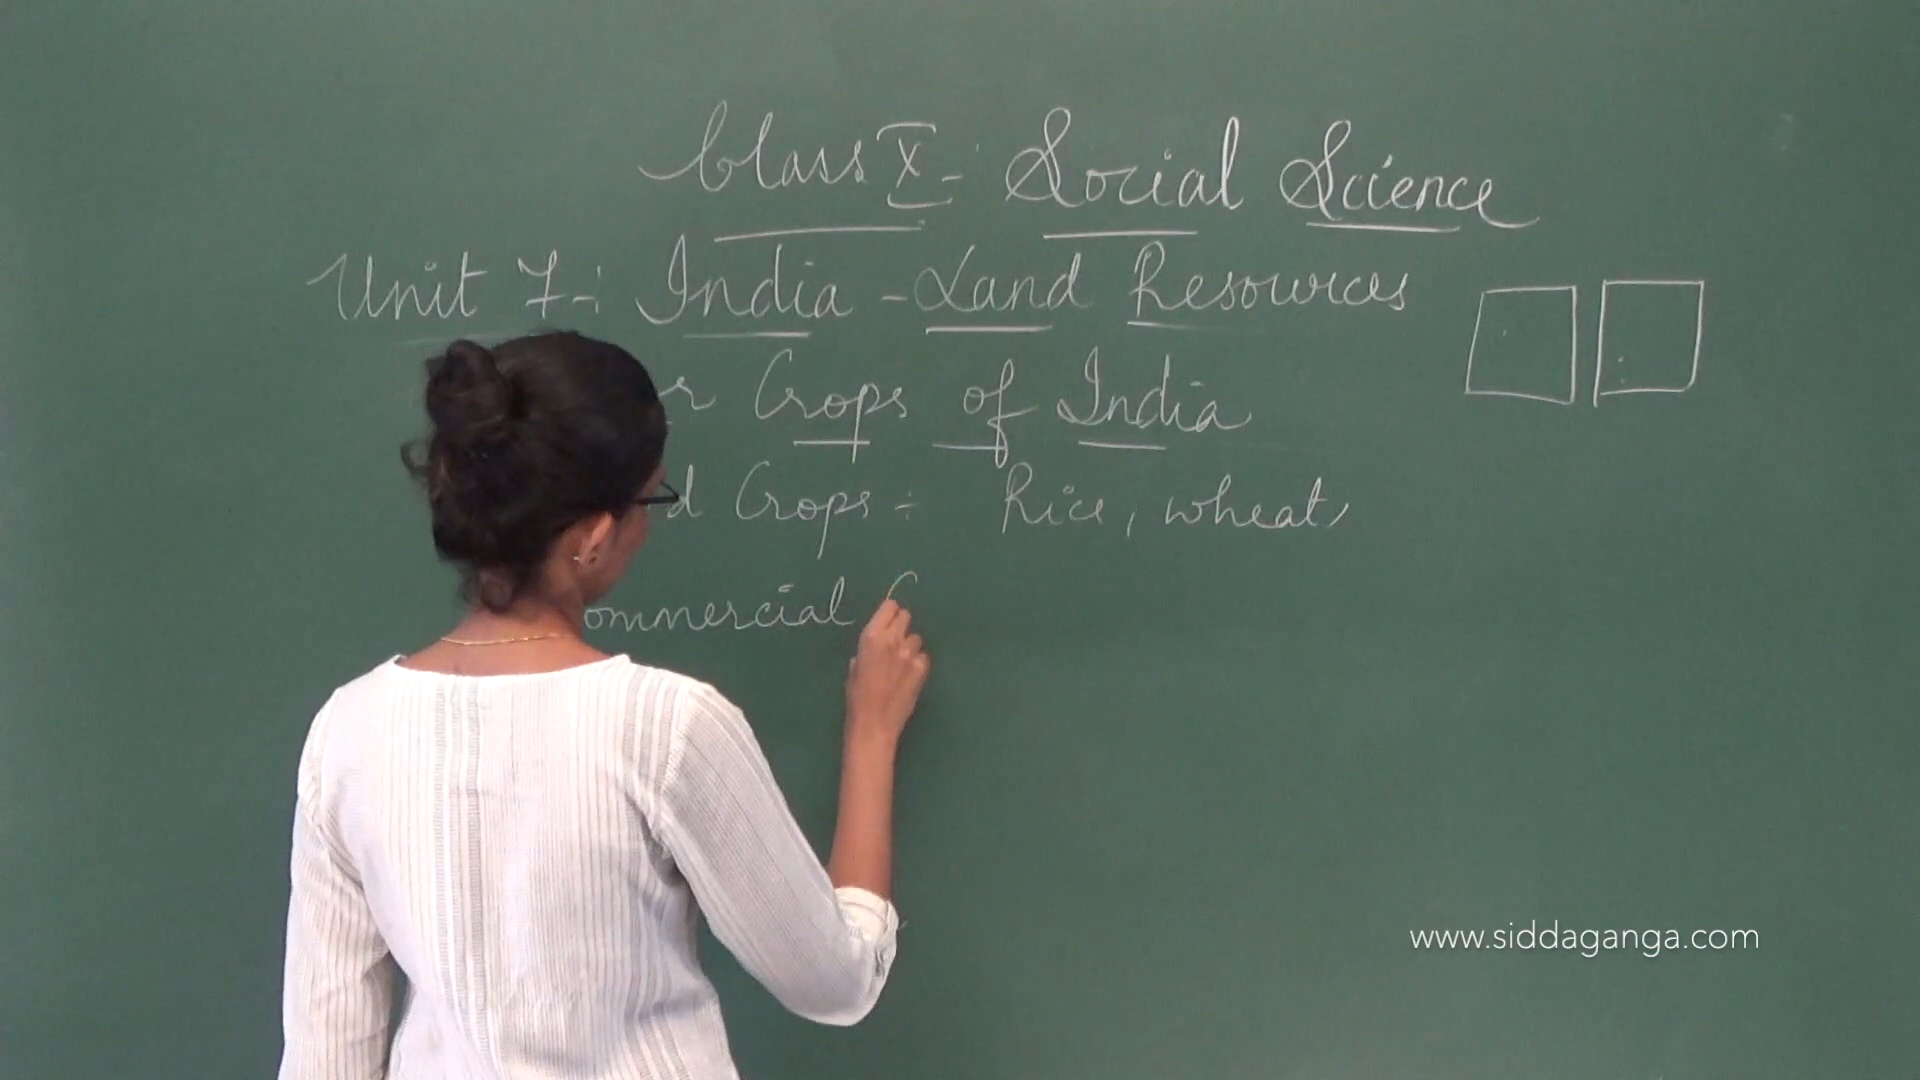 Class X - Social Science
Unit 7 -: India - Land Resources
r Crops of India
d Crops ÷ Rice, wheat,
ommercial C
www.siddaganga.com